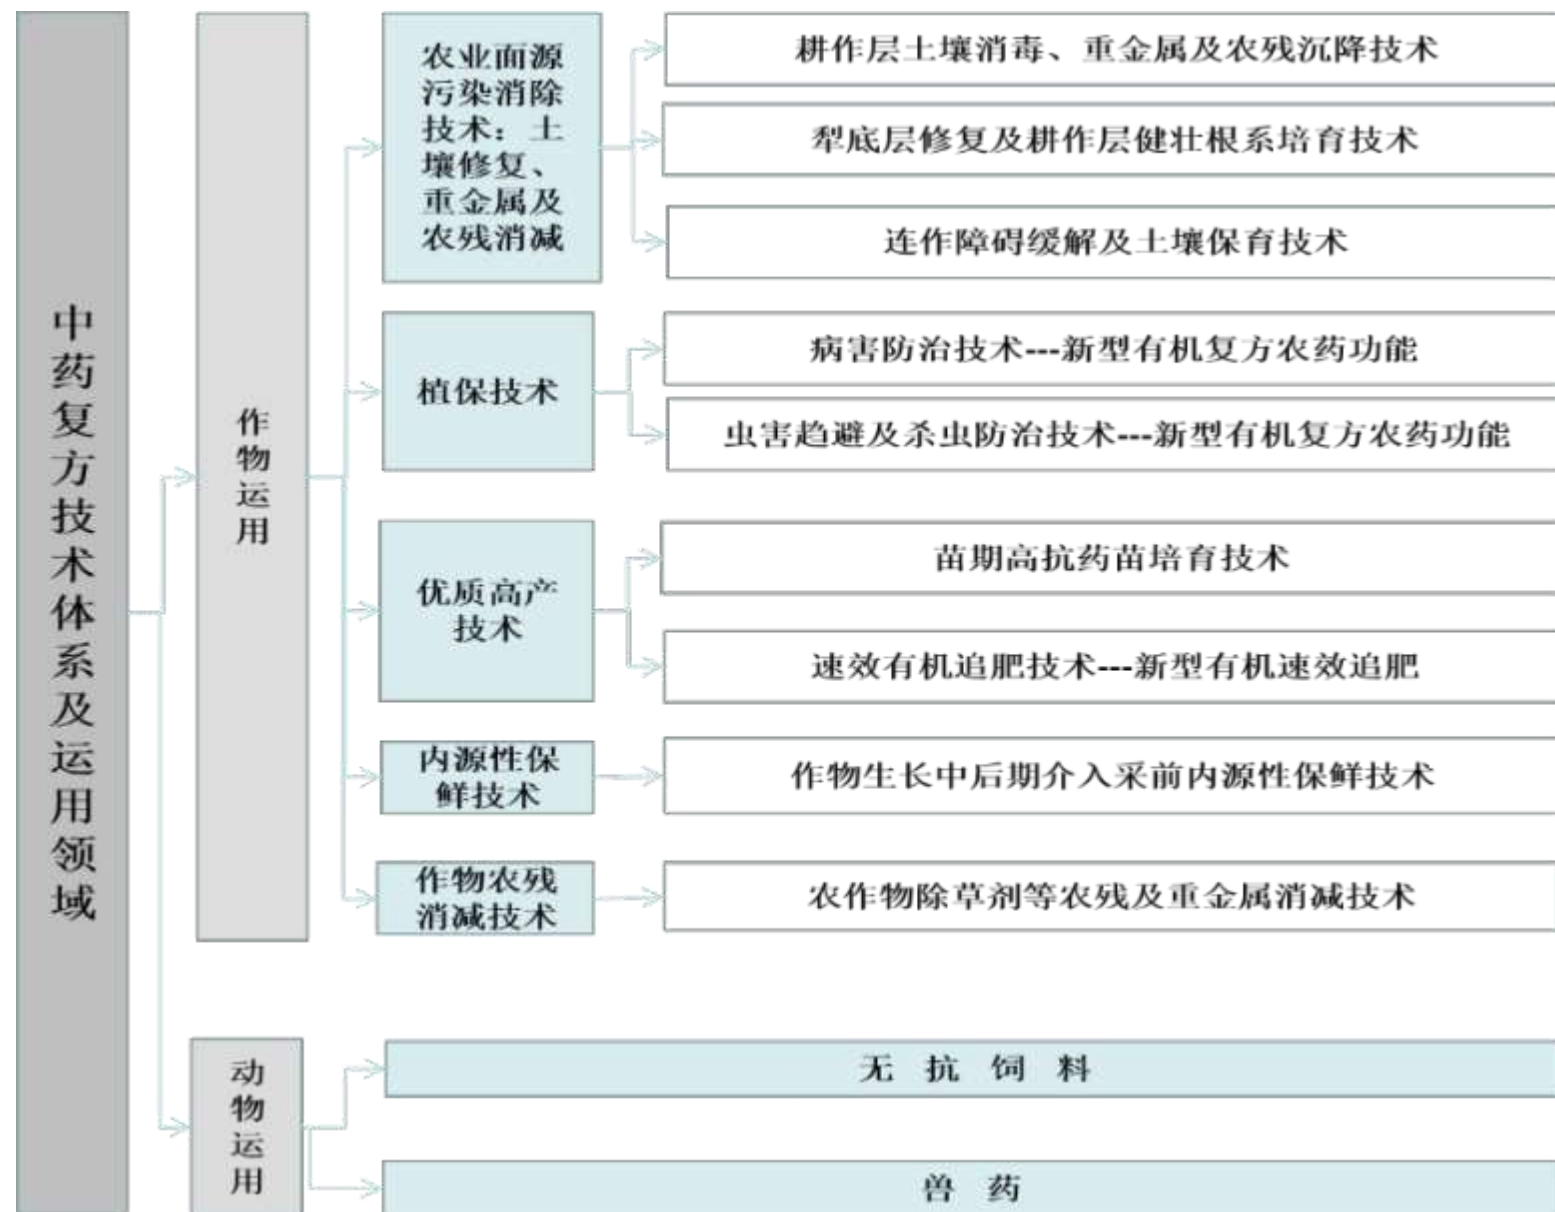 中药复方技术体系及运用领域
作物运用
农业面源
污染消除
技术：土
壤修复、
重金属及
农残消减
耕作层土壤消毒、重金属及农残沉降技术
犁底层修复及耕作层健壮根系培育技术
连作障碍缓解及土壤保育技术
植保技术
病害防治技术---新型有机复方农药功能
虫害趋避及杀虫防治技术---新型有机复方农药功能
优质高产
技术
苗期高抗药苗培育技术
速效有机追肥技术---新型有机速效追肥
内源性保
鲜技术
作物生长中后期介入采前内源性保鲜技术
作物农残
消减技术
农作物除草剂等农残及重金属消减技术
动物运用
无 抗 饲 料
兽 药